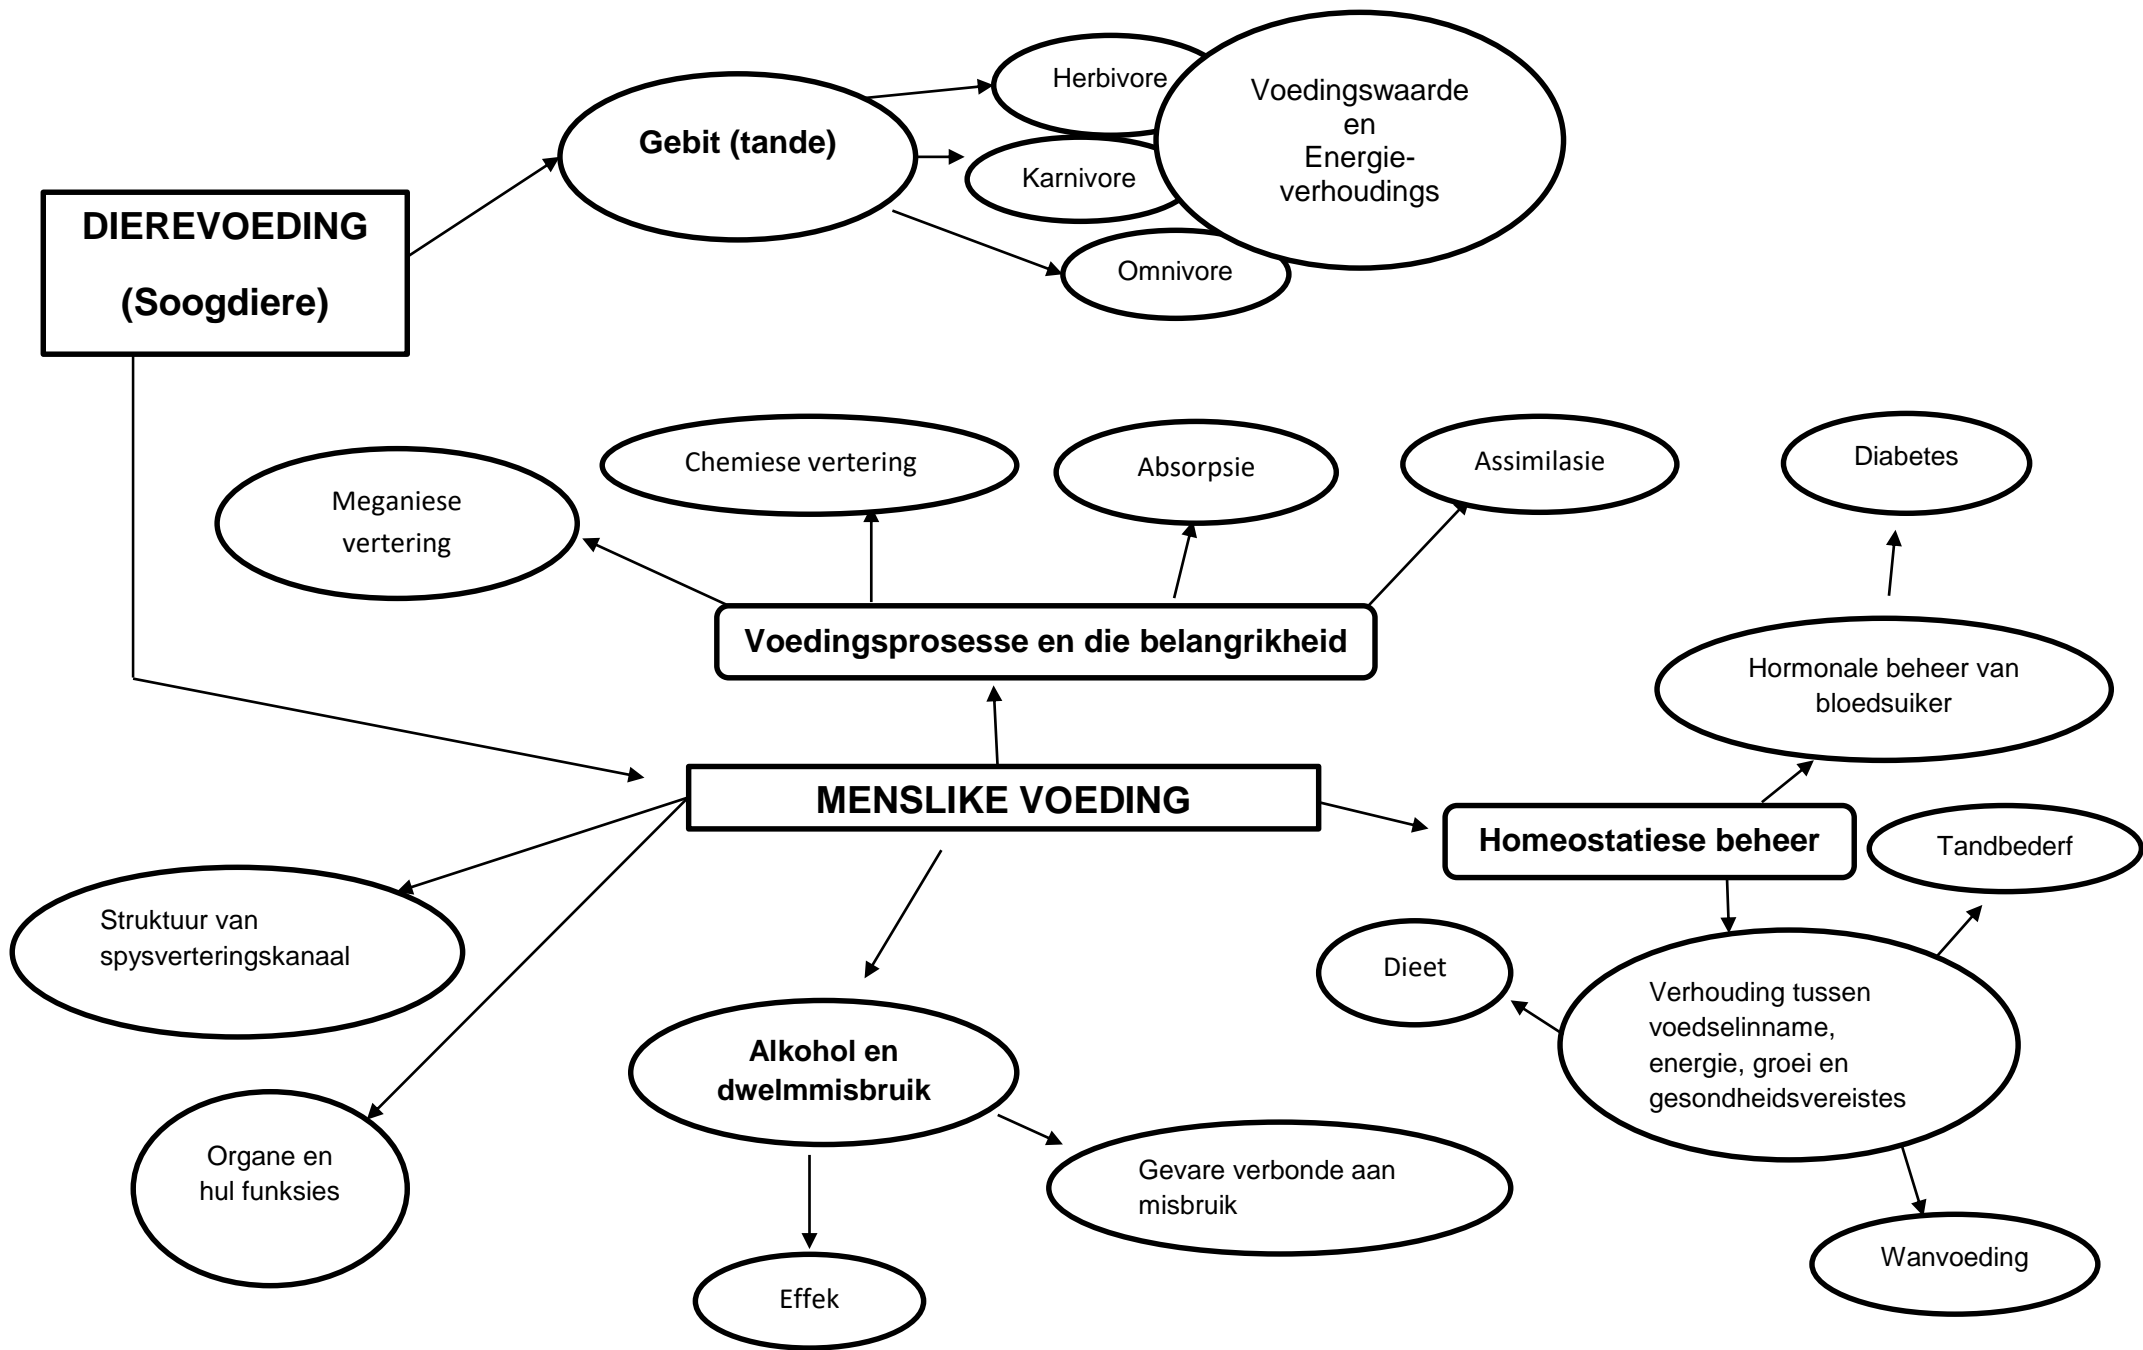 DIEREVOEDING
(Soogdiere)
Gebit (tande)
Herbivore
Karnivore
Omnivore
Voedingswaarde
en
Energie-
verhoudings
Meganiese
vertering
Chemiese vertering
Absorpsie
Assimilasie
Diabetes
Voedingsprosesse en die belangrikheid
Hormonale beheer van
bloedsuiker
MENSLIKE VOEDING
Homeostatiese beheer
Tandbederf
Struktuur van
spysverteringskanaal
Dieet
Verhouding tussen
voedselinname,
energie, groei en
gesondheidsvereistes
Alkohol en
dwelmmisbruik
Organe en
hul funksies
Gevare verbonde aan
misbruik
Effek
Wanvoeding